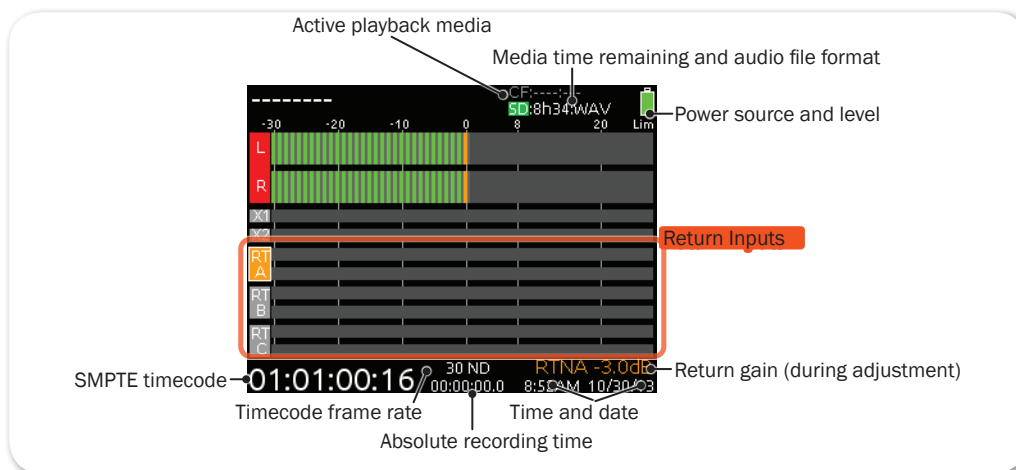 Active playback media
Media time remaining and audio file format
CF:----:--
--------
SD:8h34:WAV
Power source and level
-30 -20 -10 0 8 20 Lim
L
R
X1
X2
Return Inputs
RT
A
RT
B
RT
C
30 ND
RTNA -3.0dB
Return gain (during adjustment)
SMPTE timecode
01:01:00:16
00:00:00.0
8:52AM 10/30/03
Timecode frame rate
Time and date
Absolute recording time